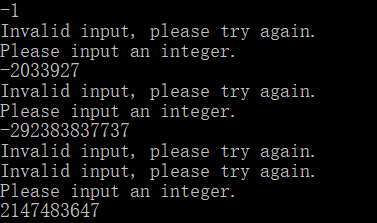 -1
Invalid input, please try again.
Please input an integer.
-2033927
Invalid input, please try again.
Please input an integer.
-292383837737
Invalid input, please try again.
Invalid input, please try again.
Please input an integer.
2147483647